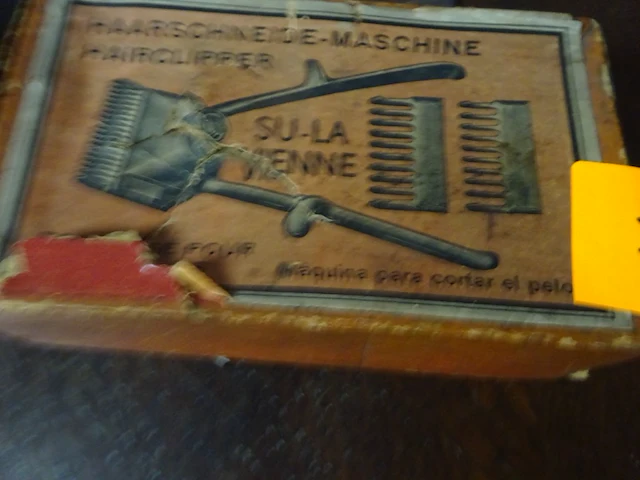 HAARSCHNEIDE-MASCHINE
HAIRCLIPPER
SU-LA
VIENNE
POUR
Maquina para cortar el pelo